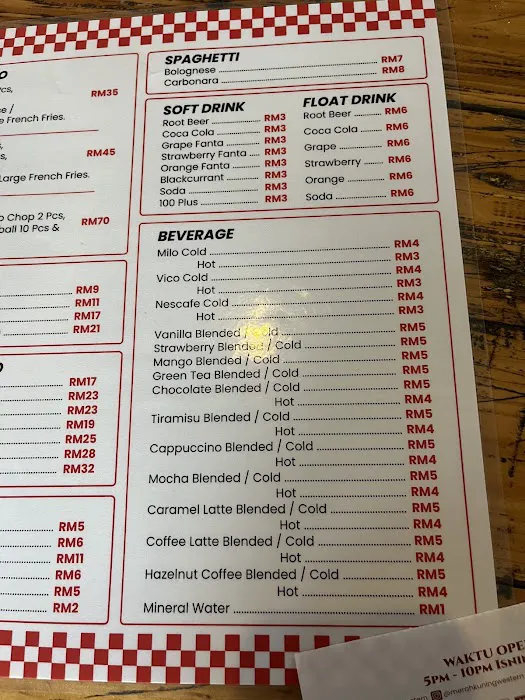 O
Pcs,
RM35
ce /
e French Fries.
s,
s,
RM45
Large French Fries.
o Chop 2 Pcs,
ball 10 Pcs &
RM70
RM9
RM11
RM17
RM21
O
RM17
RM23
RM23
RM19
RM25
RM28
RM32
RM5
RM6
RM11
RM6
RM5
RM2
SPAGHETTI
Bolognese RM7
Carbonara RM8
SOFT DRINK
Root Beer RM3
Coca Cola RM3
Grape Fanta RM3
Strawberry Fanta RM3
Orange Fanta RM3
Blackcurrant RM3
Soda RM3
100 Plus RM3
FLOAT DRINK
Root Beer RM6
Coca Cola RM6
Grape RM6
Strawberry RM6
Orange RM6
Soda RM6
BEVERAGE
Milo Cold RM4
Hot RM3
Vico Cold RM4
Hot RM3
Nescafe Cold RM4
Hot RM3
Vanilla Blended / Cold RM5
Strawberry Blended / Cold RM5
Mango Blended / Cold RM5
Green Tea Blended / Cold RM5
Chocolate Blended / Cold RM5
Hot RM4
Tiramisu Blended / Cold RM5
Hot RM4
Cappuccino Blended / Cold RM5
Hot RM4
Mocha Blended / Cold RM5
Hot RM4
Caramel Latte Blended / Cold RM5
Hot RM4
Coffee Latte Blended / Cold RM5
Hot RM4
Hazelnut Coffee Blended / Cold RM5
Hot RM4
Mineral Water RM1
WAKTU OPE
5PM - 10PM ISNI
stern @merahkuningwestern